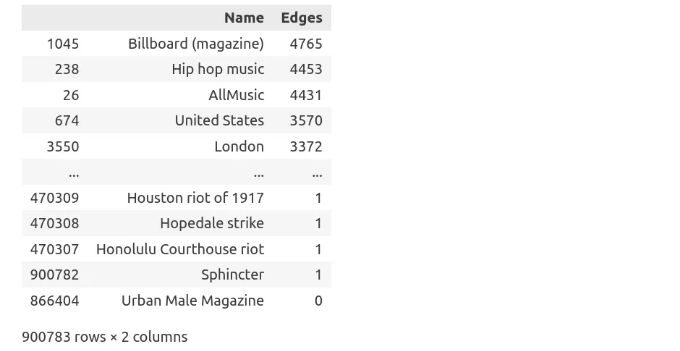 Name Edges
1045 Billboard (magazine) 4765
238 Hip hop music 4453
26 AllMusic 4431
674 United States 3570
3550 London 3372
... ... ...
470309 Houston riot of 1917 1
470308 Hopedale strike 1
470307 Honolulu Courthouse riot 1
900782 Sphincter 1
866404 Urban Male Magazine 0
900783 rows × 2 columns